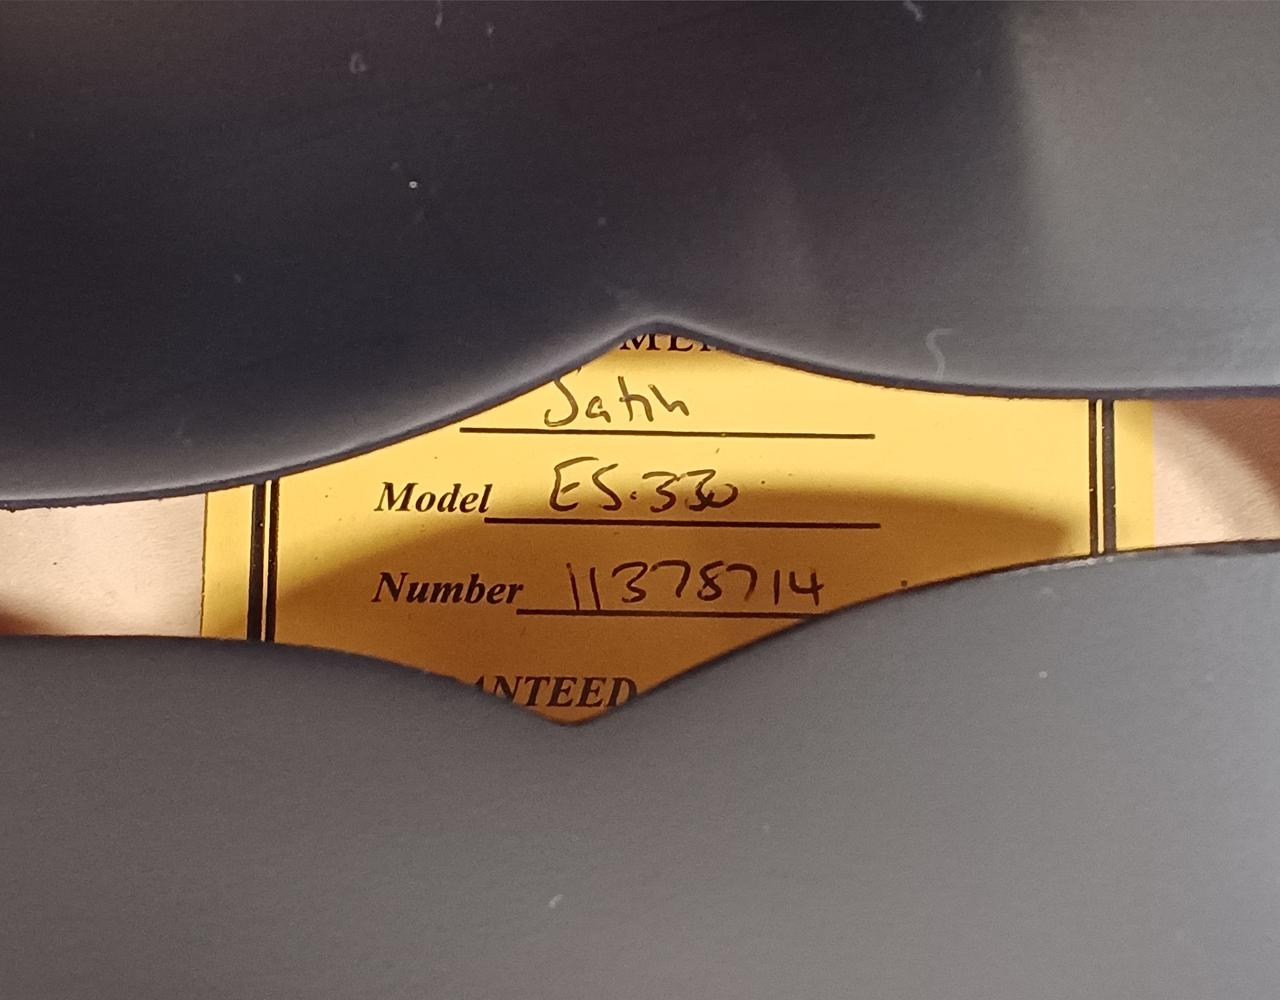 Satin
Model ES-330
Number 11378714
ANTEED